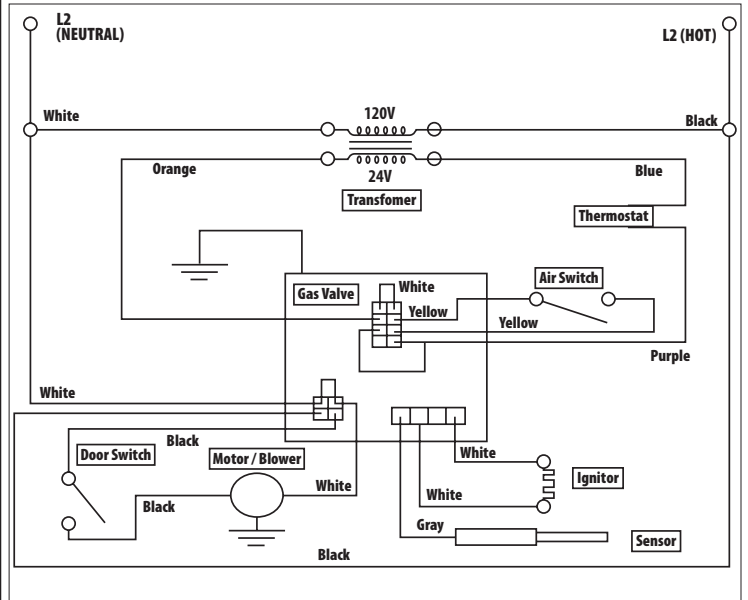 L2
(NEUTRAL)
L2 (HOT)
White
120V
Black
Orange
24V
Blue
Transfomer
Thermostat
Gas Valve
White
Air Switch
Yellow
Yellow
Purple
White
Black
Door Switch
Motor / Blower
White
White
Ignitor
White
Black
Gray
Sensor
Black